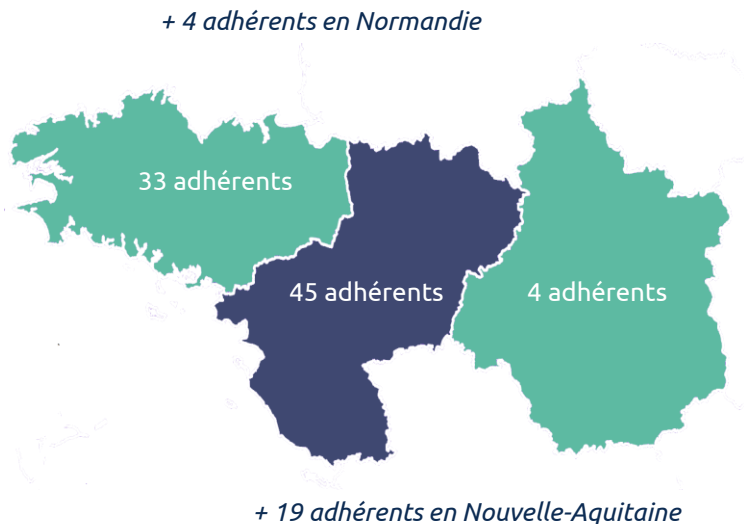 + 4 adhérents en Normandie
33 adhérents
45 adhérents
4 adhérents
+ 19 adhérents en Nouvelle-Aquitaine